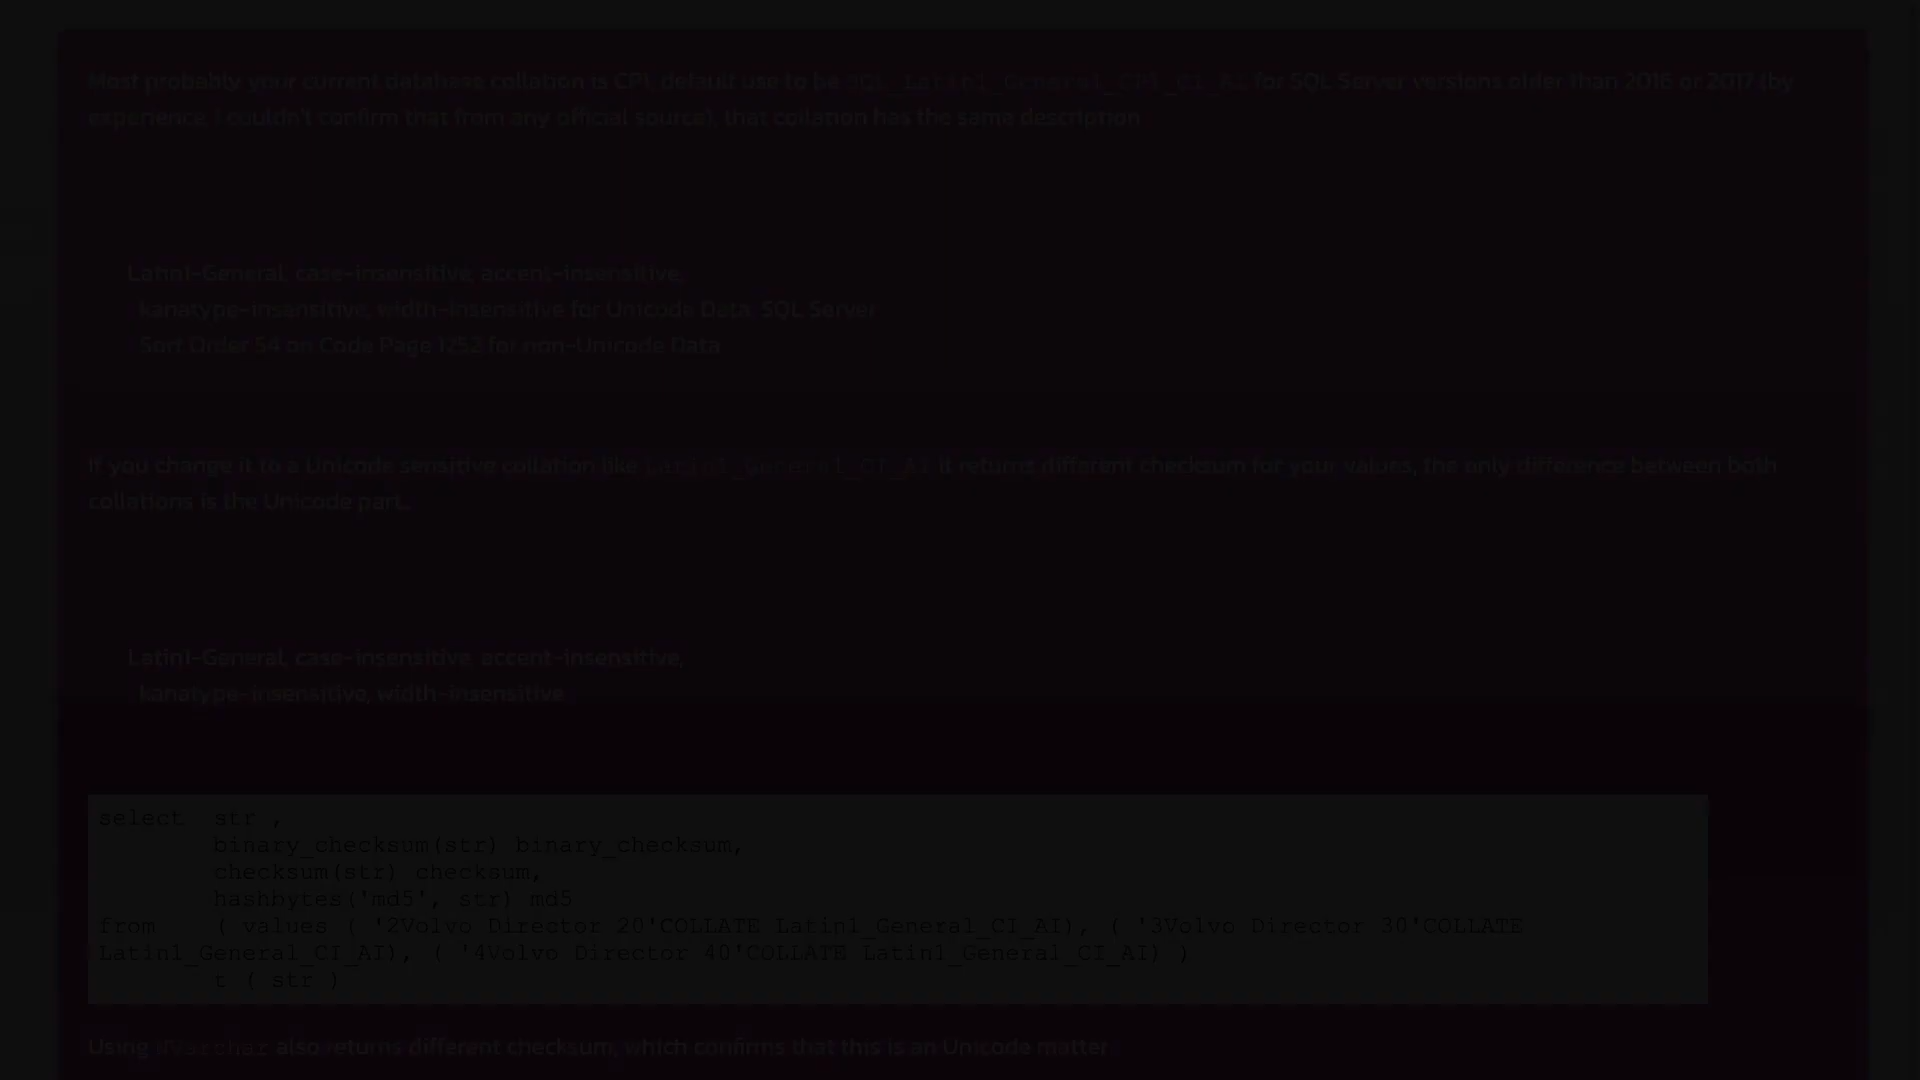 Most probably your current database collation is CP1, default use to be SQL_Latin1_General_CP1_CI_AI for SQL Server versions older than 2016 or 2017 (by
experience, I couldn't confirm that from any official source), that collation has the same description
Latin1-General, case-insensitive, accent-insensitive,
kanatype-insensitive, width-insensitive for Unicode Data, SQL Server
Sort Order 54 on Code Page 1252 for non-Unicode Data
If you change it to a Unicode sensitive collation like Latin1_General_CI_AI it returns different checksum for your values, the only difference between both
collations is the Unicode part.
Latin1-General, case-insensitive, accent-insensitive,
kanatype-insensitive, width-insensitive
select  str ,
binary_checksum(str) binary_checksum,
checksum(str) checksum,
hashbytes('md5', str) md5
from    ( values ( '2Volvo Director 20'COLLATE Latin1_General_CI_AI), ( '3Volvo Director 30'COLLATE
Latin1_General_CI_AI), ( '4Volvo Director 40'COLLATE Latin1_General_CI_AI) )
t ( str )
Using NVarchar also returns different checksum, which confirms that this is an Unicode matter